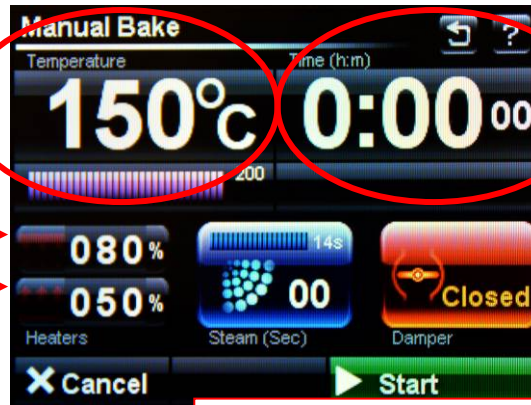 Manual Bake
?
Temperature
Time (h:m)
150°C
0:00 00
200
080%
14s
050%
00
Closed
Heaters
Steam (Sec)
Damper
Cancel
Start